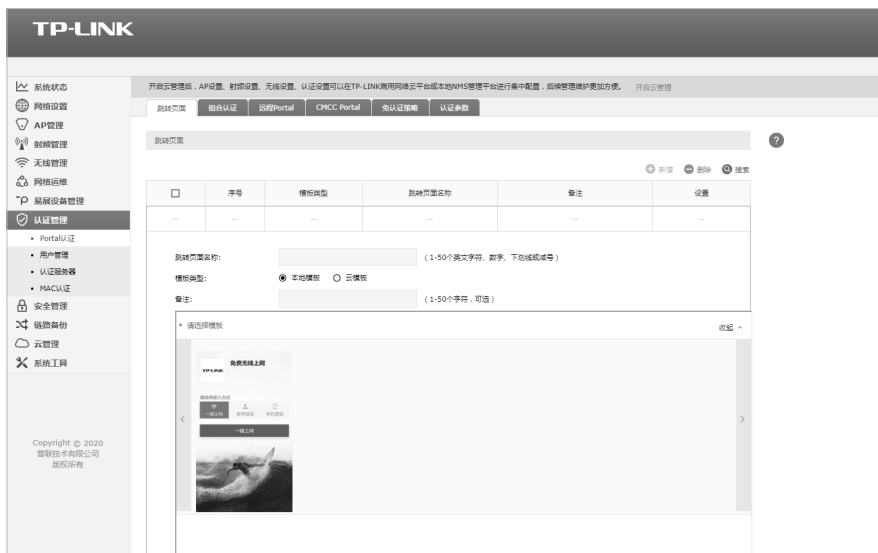 TP-LINK
系统状态
网络设置
AP管理
射频管理
无线管理
网络运维
易展设备管理
认证管理
Portal认证
用户管理
认证服务器
MAC认证
安全管理
链路备份
云管理
系统工具
Copyright © 2020
普联技术有限公司
版权所有
开启云管理后，AP设置、射频设置、无线设置、认证设置可以在TP-LINK商用网络云平台或本地NMS管理平台进行集中配置，后续管理维护更加方便。 开启云管理
跳转页面 组合认证 远程Portal CMCC Portal 免认证策略 认证参数
跳转页面
?
新增 删除 搜索
序号 模板类型 跳转页面名称 备注 设置
--- --- --- --- --- ---
跳转页面名称: （1-50个英文字符、数字、下划线或减号）
模板类型: 本地模板 云模板
备注: （1-50个字符，可选）
请选择模板 收起
TP-LINK 免费无线上网
请选择接入方式
一键上网
一键上网